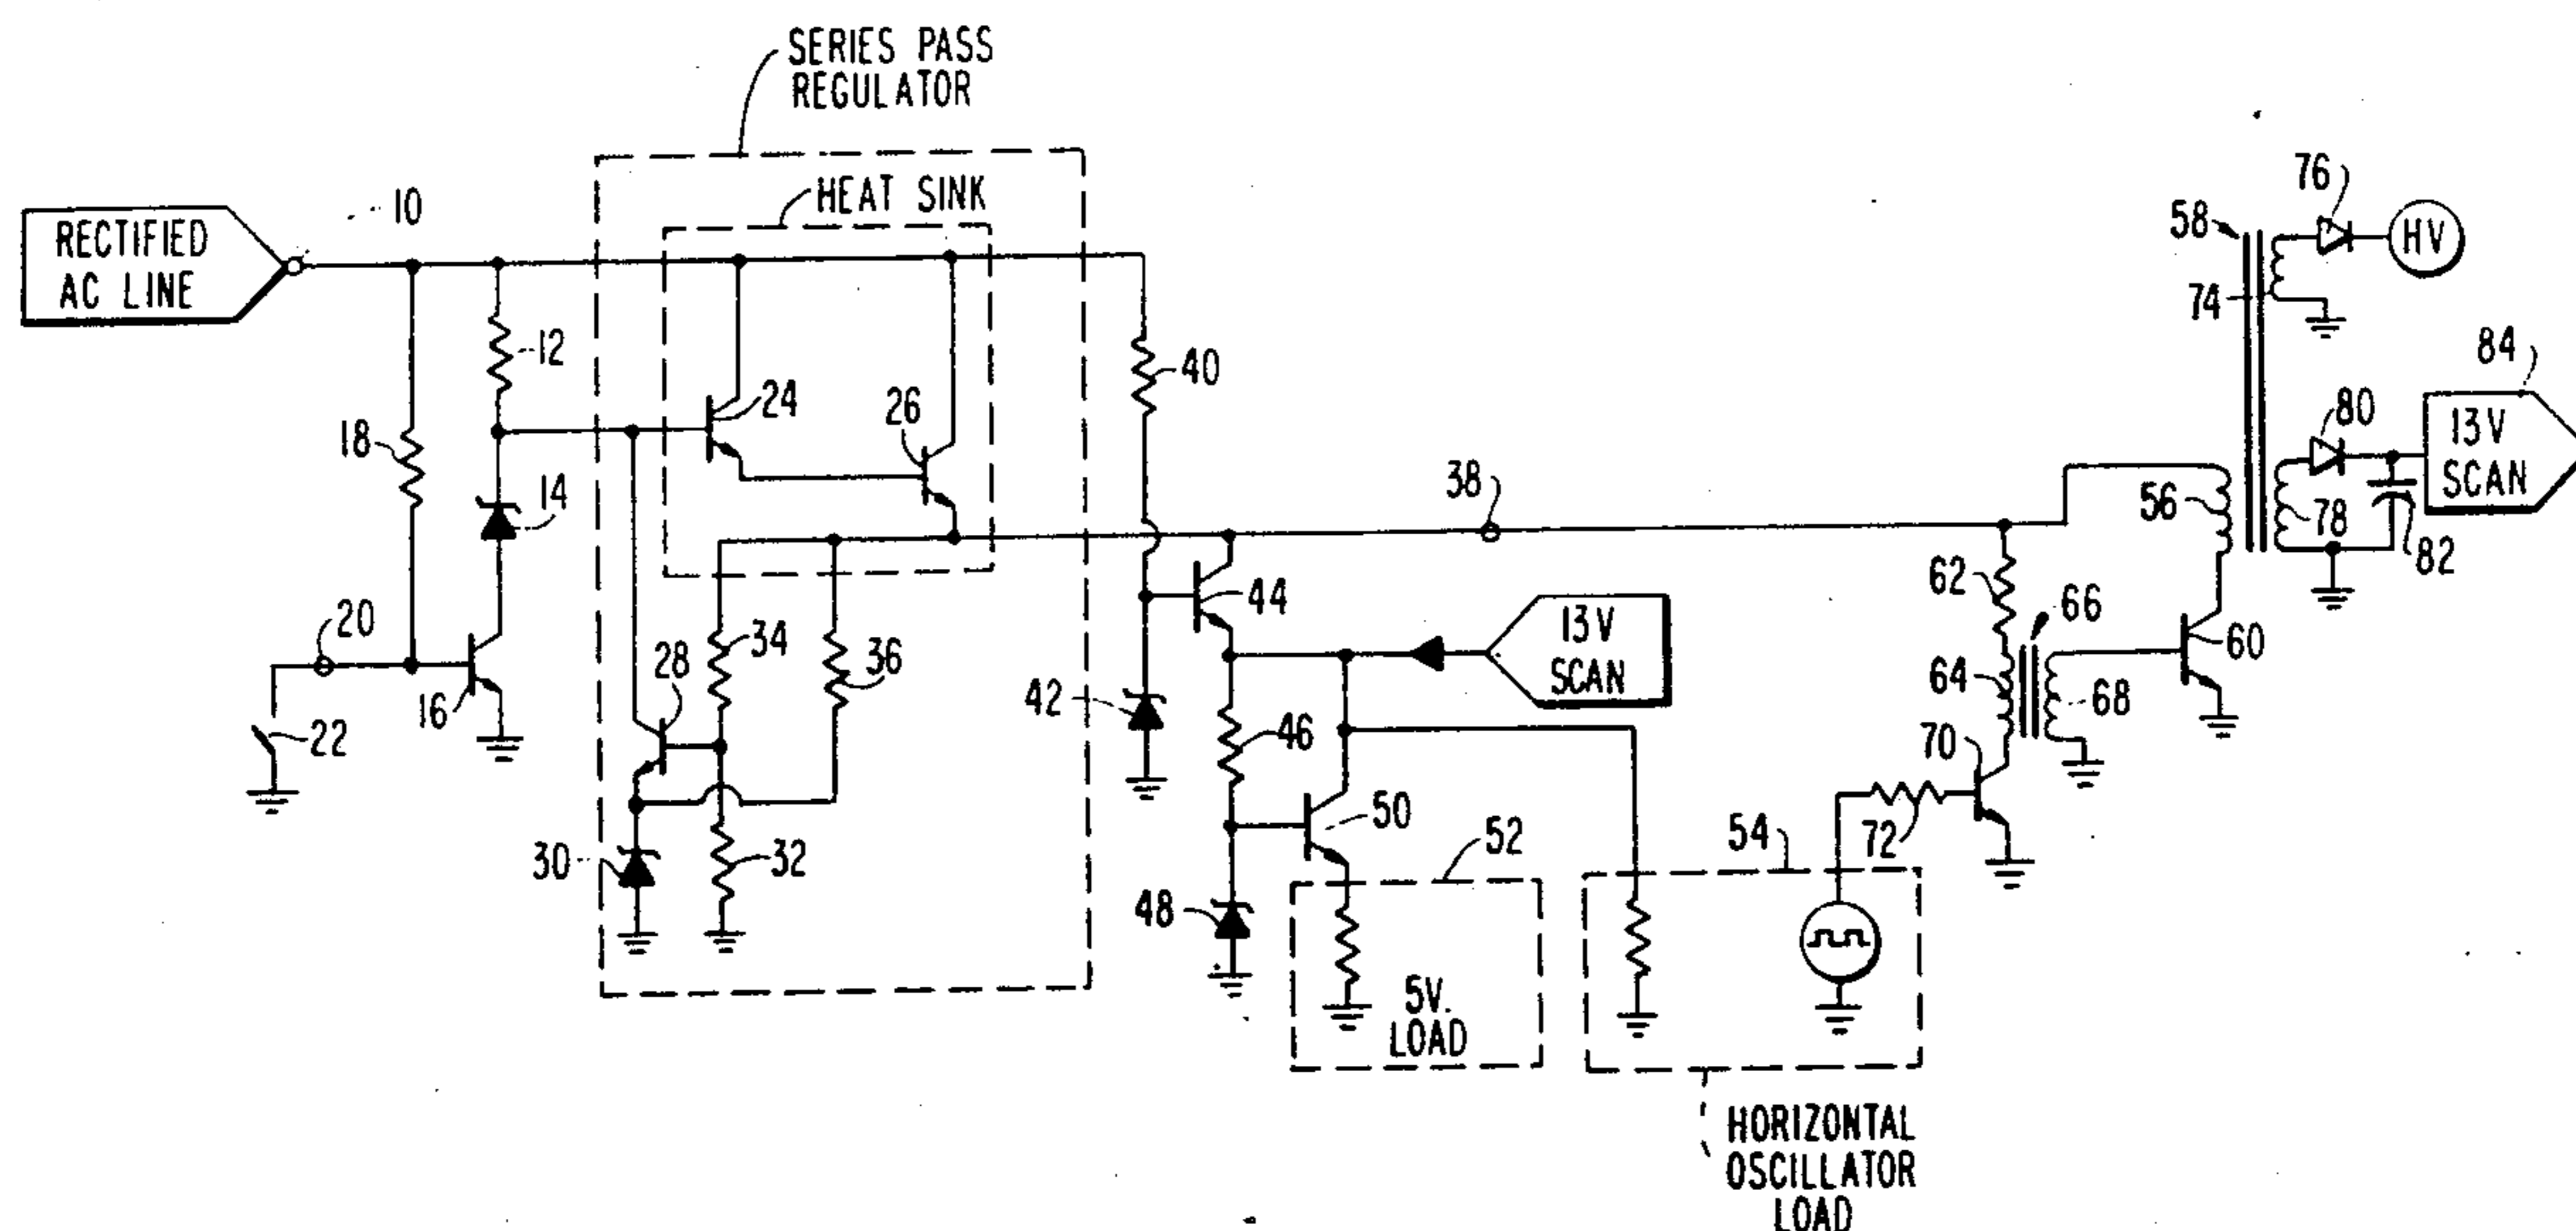 SERIES PASS
REGULATOR
HEAT SINK
RECTIFIED
AC LINE
10
12
18
14
20
16
22
24
26
28
34
36
30
32
40
38
42
44
13V
SCAN
46
50
48
52
5V.
LOAD
54
HORIZONTAL
OSCILLATOR
LOAD
62
66
64
68
70
72
60
56
58
76
HV
74
84
80
13V
SCAN
78
82